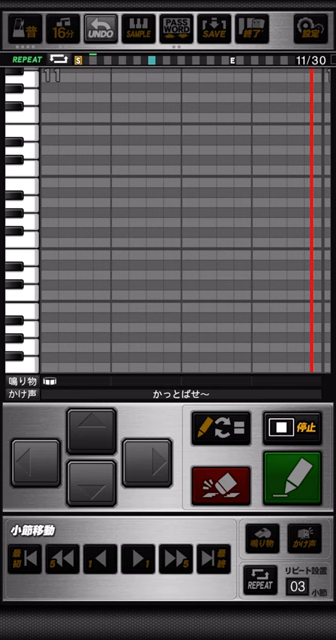 音 16分 UNDO SAMPLE PASS WORD SAVE 終了 設定
REPEAT S E 11/30
11
鳴り物
かけ声 かっとばせ～
停止
小節移動
最初 5 1 1 5 最終
鳴り物 かけ声
REPEAT リピート設置 03 小節